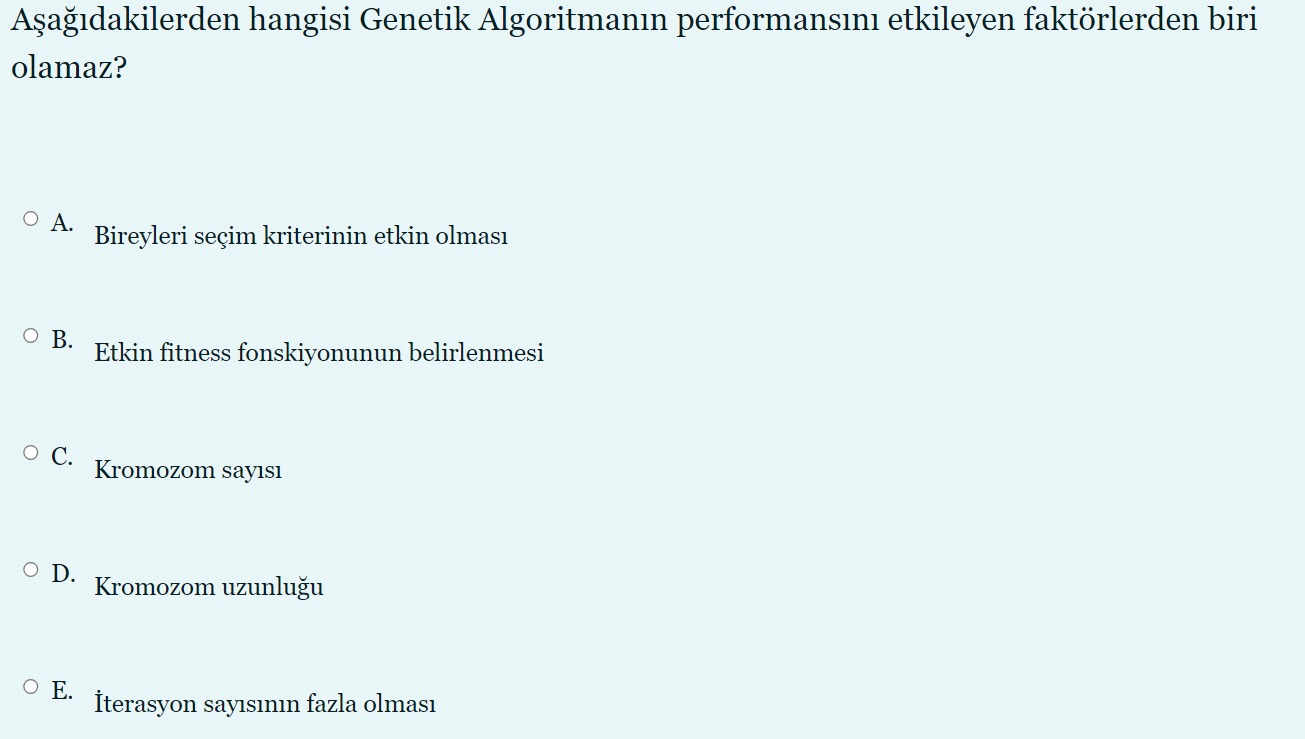 Aşağıdakilerden hangisi Genetik Algoritmanın performansını etkileyen faktörlerden biri
olamaz?
A. Bireyleri seçim kriterinin etkin olması
B. Etkin fitness fonskiyonunun belirlenmesi
C. Kromozom sayısı
D. Kromozom uzunluğu
E. İterasyon sayısının fazla olması